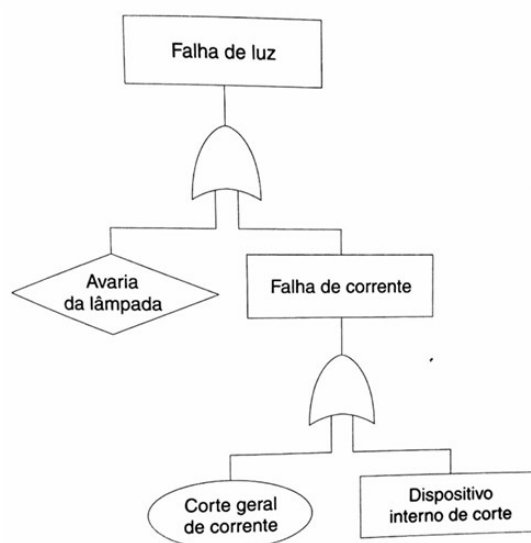 Falha de luz
Avaria
da lâmpada
Falha de corrente
Corte geral
de corrente
Dispositivo
interno de corte